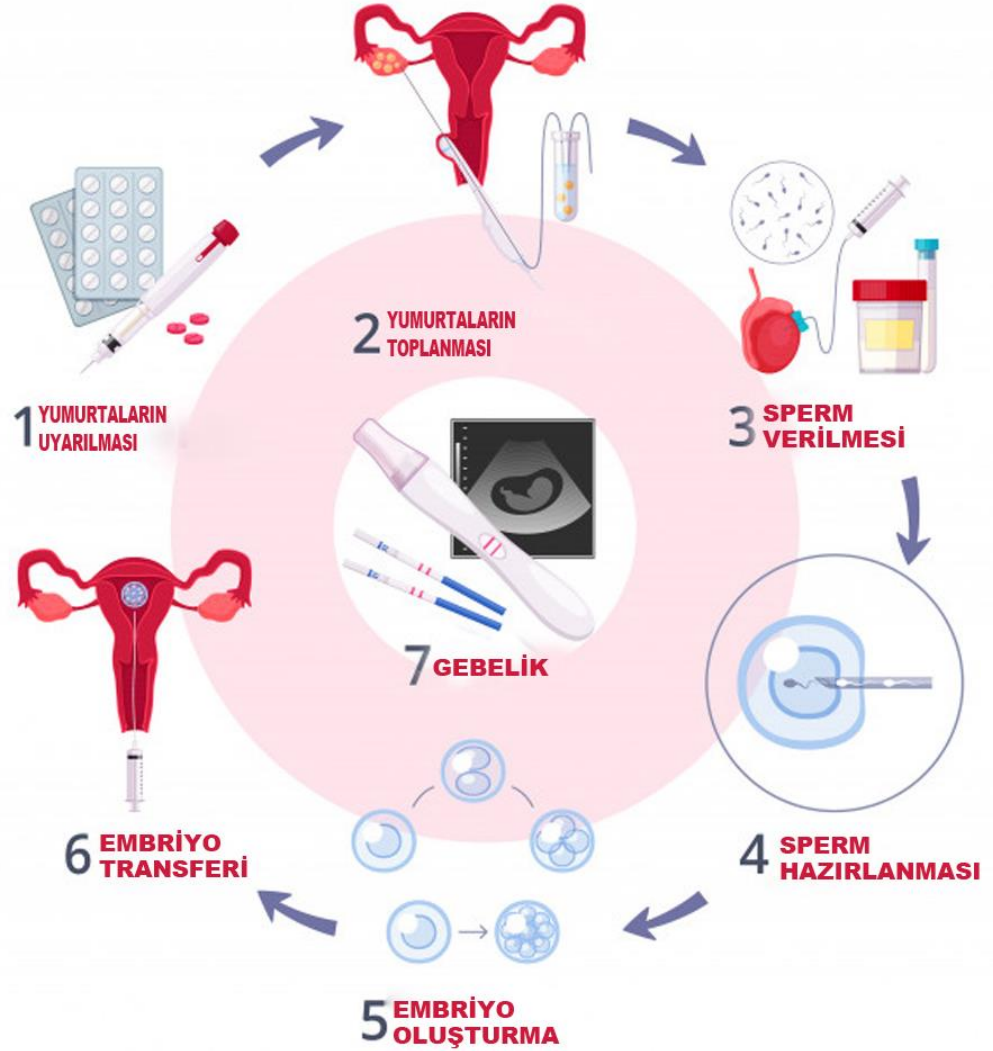 1 YUMURTALARIN
UYARILMASI
2 YUMURTALARIN
TOPLANMASI
3 SPERM
VERİLMESİ
4 SPERM
HAZIRLANMASI
5 EMBRİYO
OLUŞTURMA
6 EMBRİYO
TRANSFERİ
7 GEBELİK